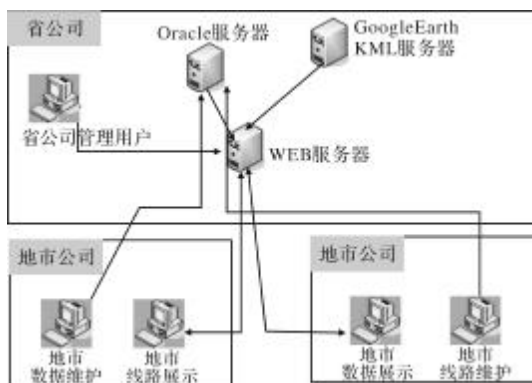 省公司
Oracle服务器
GoogleEarth
KML服务器
省公司管理用户
WEB服务器
地市公司
地市
数据维护
地市
线路展示
地市公司
地市
数据展示
地市
线路维护